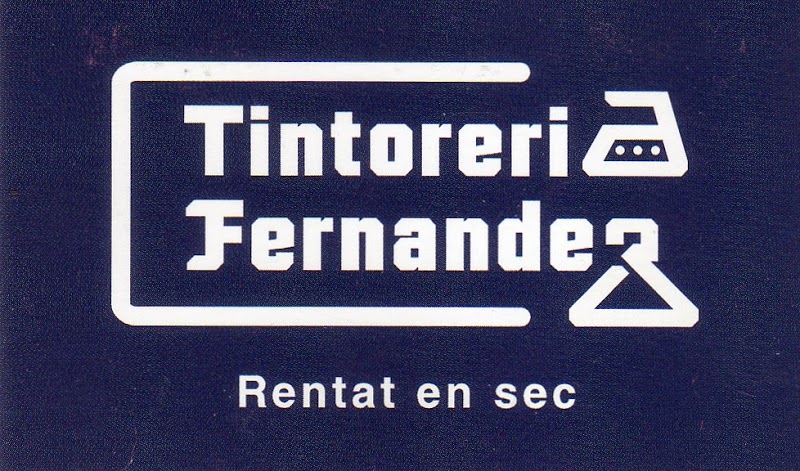 Tintoreria
Fernandez
Rentat en sec